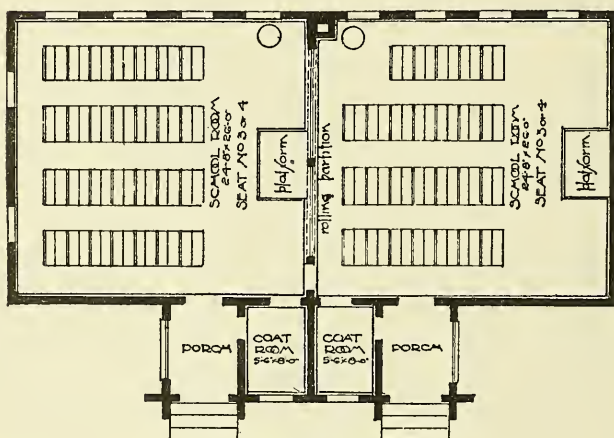 SCHOOL ROOM
24'-8" x 26'-0"
SEAT NO 3 or 4
platform
rolling partition
SCHOOL ROOM
24'-8" x 26'-0"
SEAT NO 3 or 4
platform
PORCH
COAT
ROOM
5'-6" x 8'-0"
COAT
ROOM
5'-6" x 8'-0"
PORCH